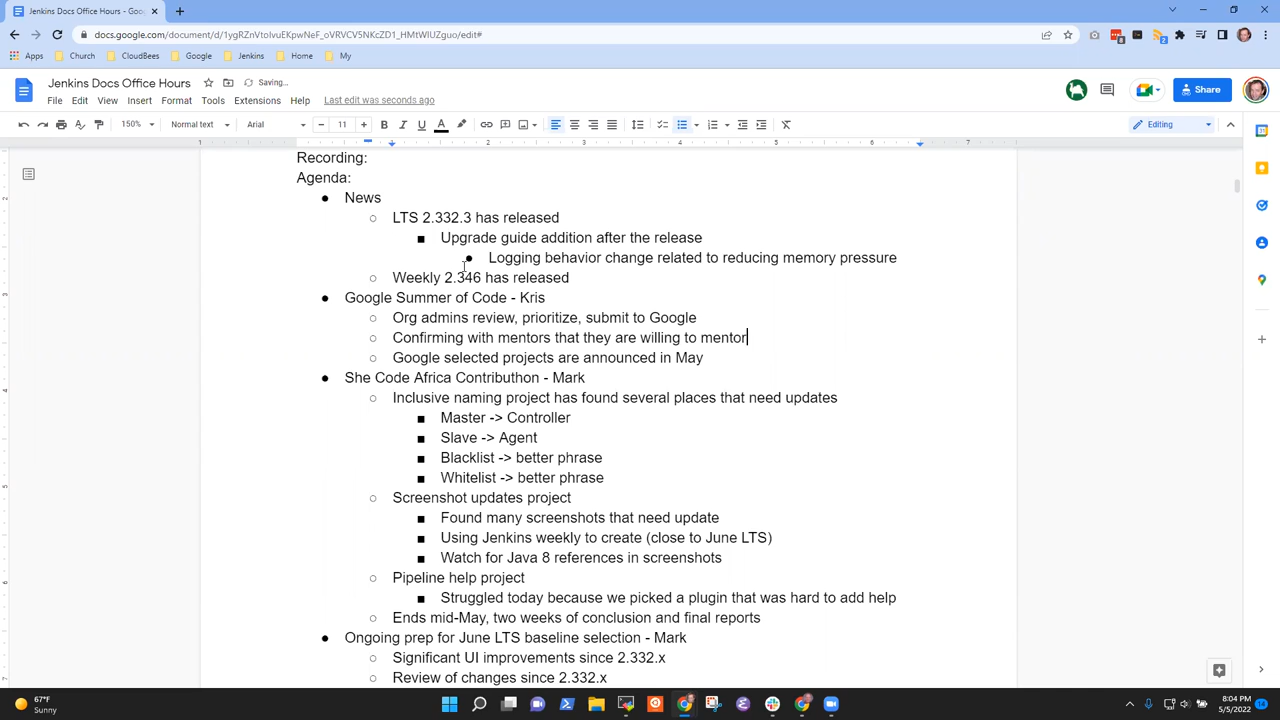 Jenkins Docs Office Hours - Goo
docs.google.com/document/d/1ygRZnVtoIvuEKpwNeF_oVRVCV5NKcZD1_HMtWIUZguo/edit#
Apps Church CloudBees Google Jenkins Home My
Jenkins Docs Office Hours Saving...
File Edit View Insert Format Tools Extensions Help Last edit was seconds ago
Share
150% Normal text Arial 11 Editing
Recording:
Agenda:
● News
○ LTS 2.332.3 has released
■ Upgrade guide addition after the release
● Logging behavior change related to reducing memory pressure
○ Weekly 2.346 has released
● Google Summer of Code - Kris
○ Org admins review, prioritize, submit to Google
○ Confirming with mentors that they are willing to mentor
○ Google selected projects are announced in May
● She Code Africa Contributhon - Mark
○ Inclusive naming project has found several places that need updates
■ Master -> Controller
■ Slave -> Agent
■ Blacklist -> better phrase
■ Whitelist -> better phrase
○ Screenshot updates project
■ Found many screenshots that need update
■ Using Jenkins weekly to create (close to June LTS)
■ Watch for Java 8 references in screenshots
○ Pipeline help project
■ Struggled today because we picked a plugin that was hard to add help
○ Ends mid-May, two weeks of conclusion and final reports
● Ongoing prep for June LTS baseline selection - Mark
○ Significant UI improvements since 2.332.x
○ Review of changes since 2.332.x
67°F
Sunny
8:04 PM
5/5/2022